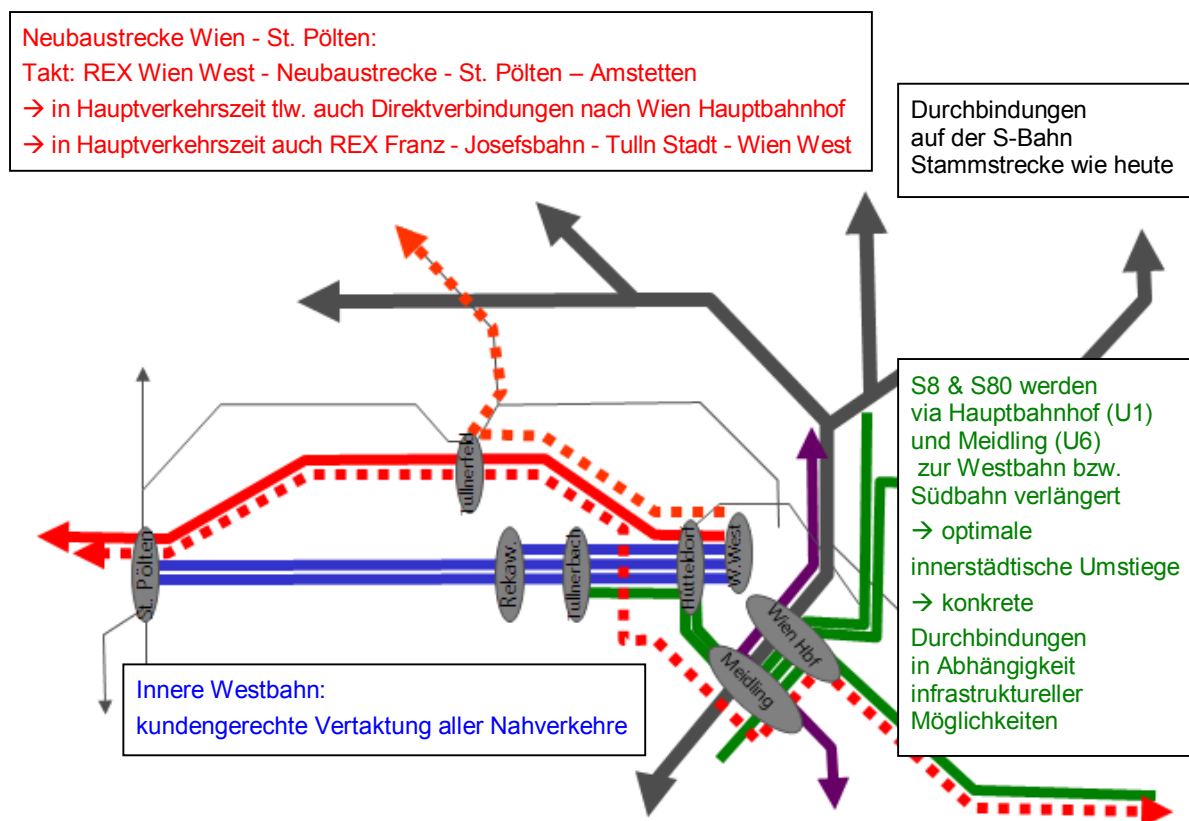 Neubaustrecke Wien - St. Pölten:
Takt: REX Wien West - Neubaustrecke - St. Pölten – Amstetten
→ in Hauptverkehrszeit tlw. auch Direktverbindungen nach Wien Hauptbahnhof
→ in Hauptverkehrszeit auch REX Franz - Josefsbahn - Tulln Stadt - Wien West
Durchbindungen
auf der S-Bahn
Stammstrecke wie heute
S8 & S80 werden
via Hauptbahnhof (U1)
und Meidling (U6)
zur Westbahn bzw.
Südbahn verlängert
→ optimale
innerstädtische Umstiege
→ konkrete
Durchbindungen
in Abhängigkeit
infrastruktureller
Möglichkeiten
Tullnerfeld
St. Pölten
Rekaw.
Tullnerbach
Hütteldorf
W.West
Wien Hbf
Meidling
Innere Westbahn:
kundengerechte Vertaktung aller Nahverkehre